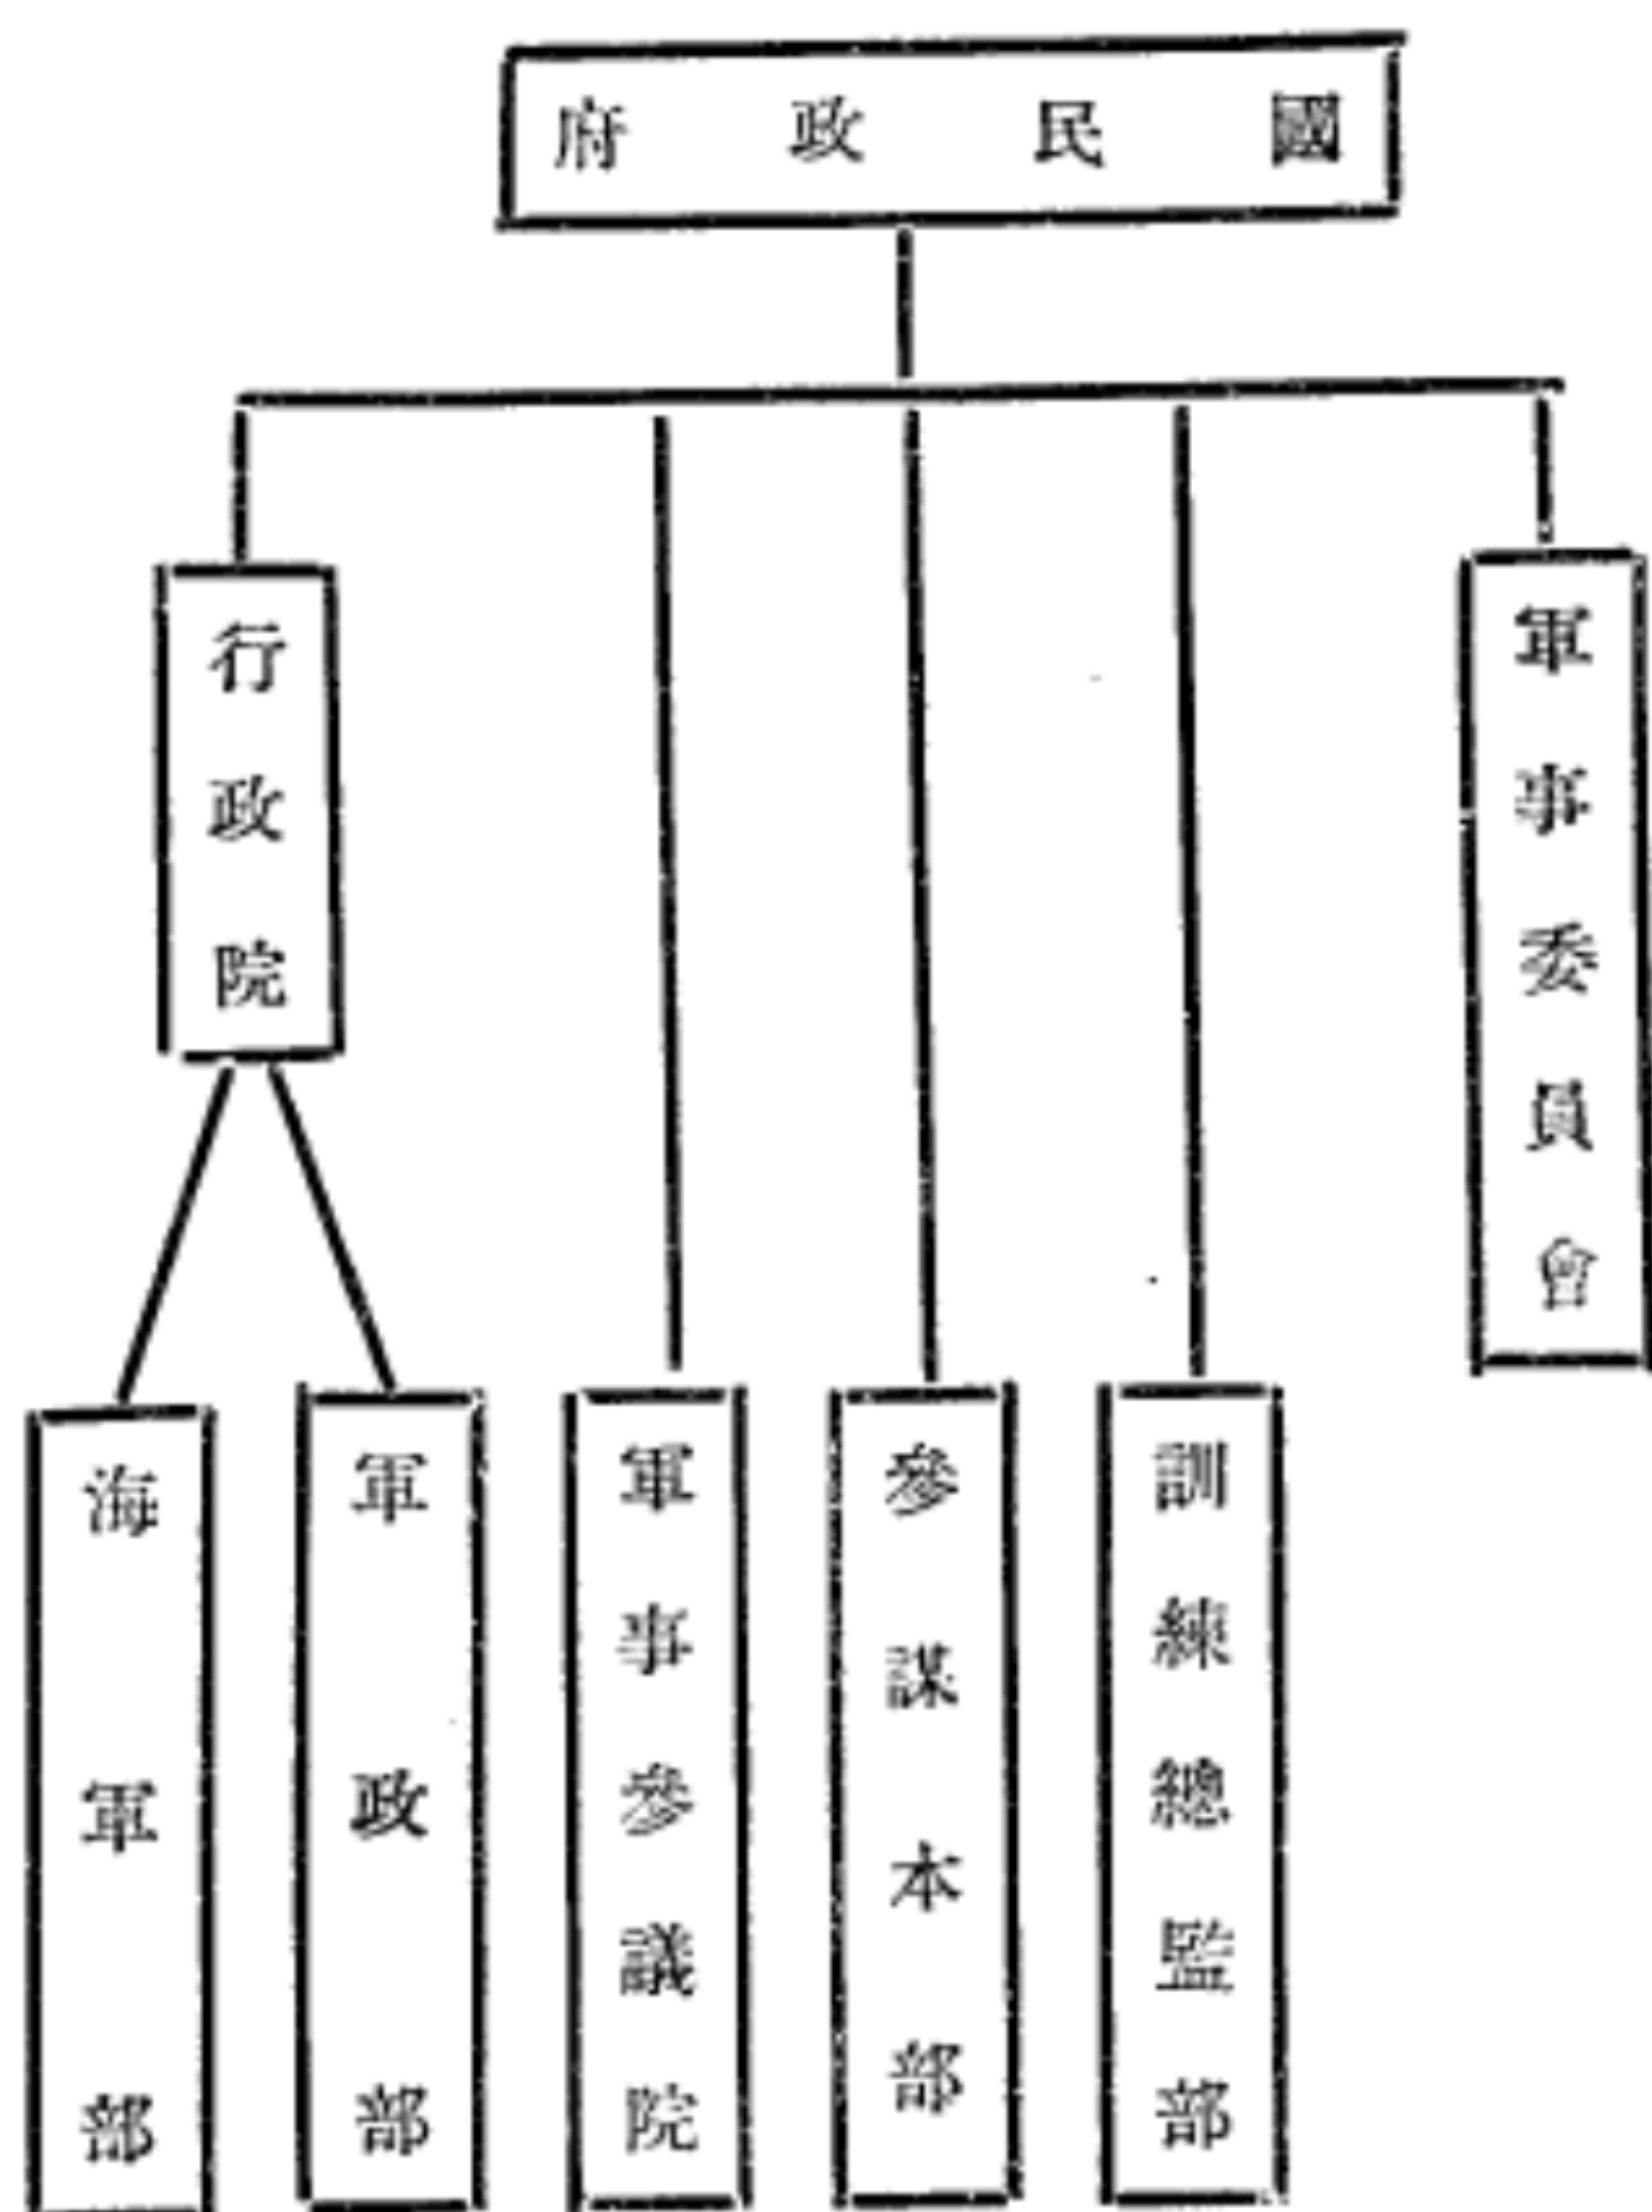 國民政府
軍事委員會
訓練總監部
參謀本部
軍事參議院
行政院
軍政部
海軍部